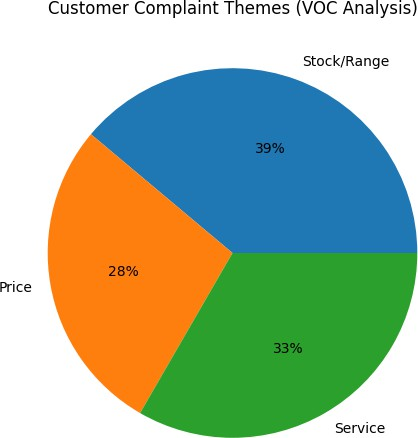 Customer Complaint Themes (VOC Analysis)
Stock/Range
39%
28%
Price
33%
Service